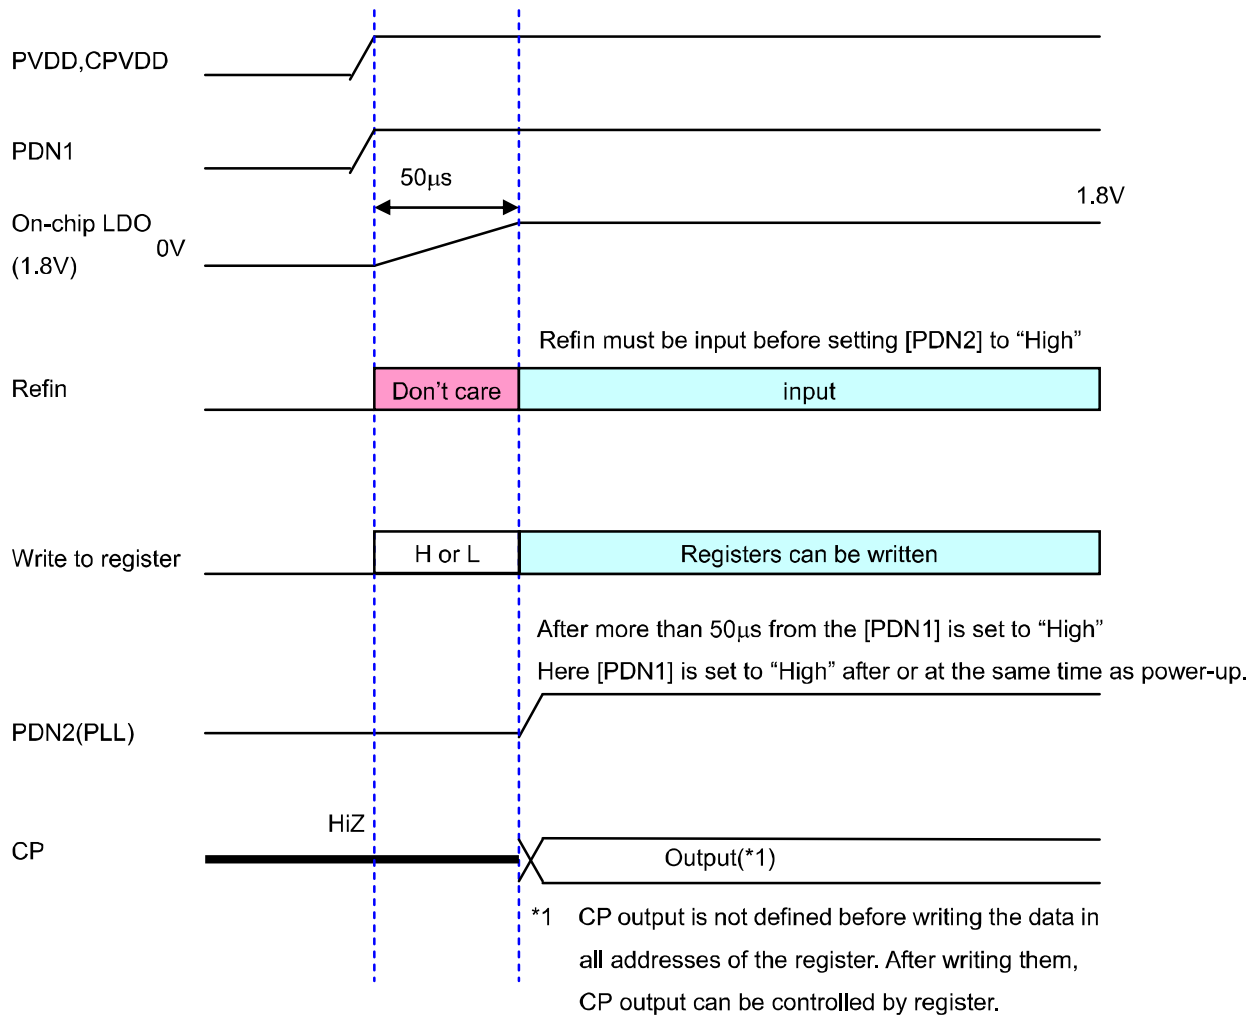 PVDD,CPVDD
PDN1
50μs
1.8V
On-chip LDO
0V
(1.8V)
Refin must be input before setting [PDN2] to “High”
Refin
Don’t care
input
Write to register
H or L
Registers can be written
After more than 50μs from the [PDN1] is set to “High”
Here [PDN1] is set to “High” after or at the same time as power-up.
PDN2(PLL)
HiZ
CP
Output(*1)
*1 CP output is not defined before writing the data in
all addresses of the register. After writing them,
CP output can be controlled by register.